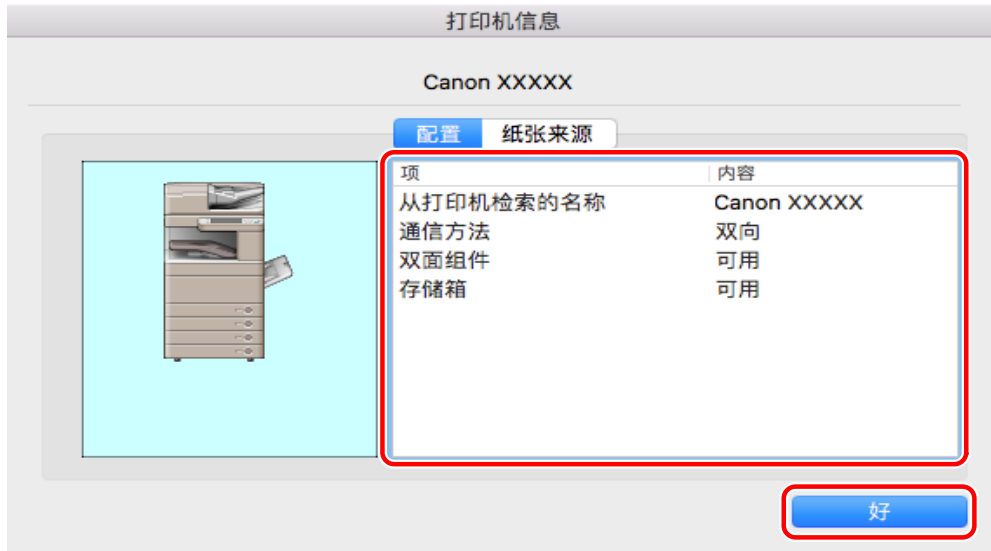 打印机信息
Canon XXXXX
配置 纸张来源
项 内容
从打印机检索的名称 Canon XXXXX
通信方法 双向
双面组件 可用
存储箱 可用
好